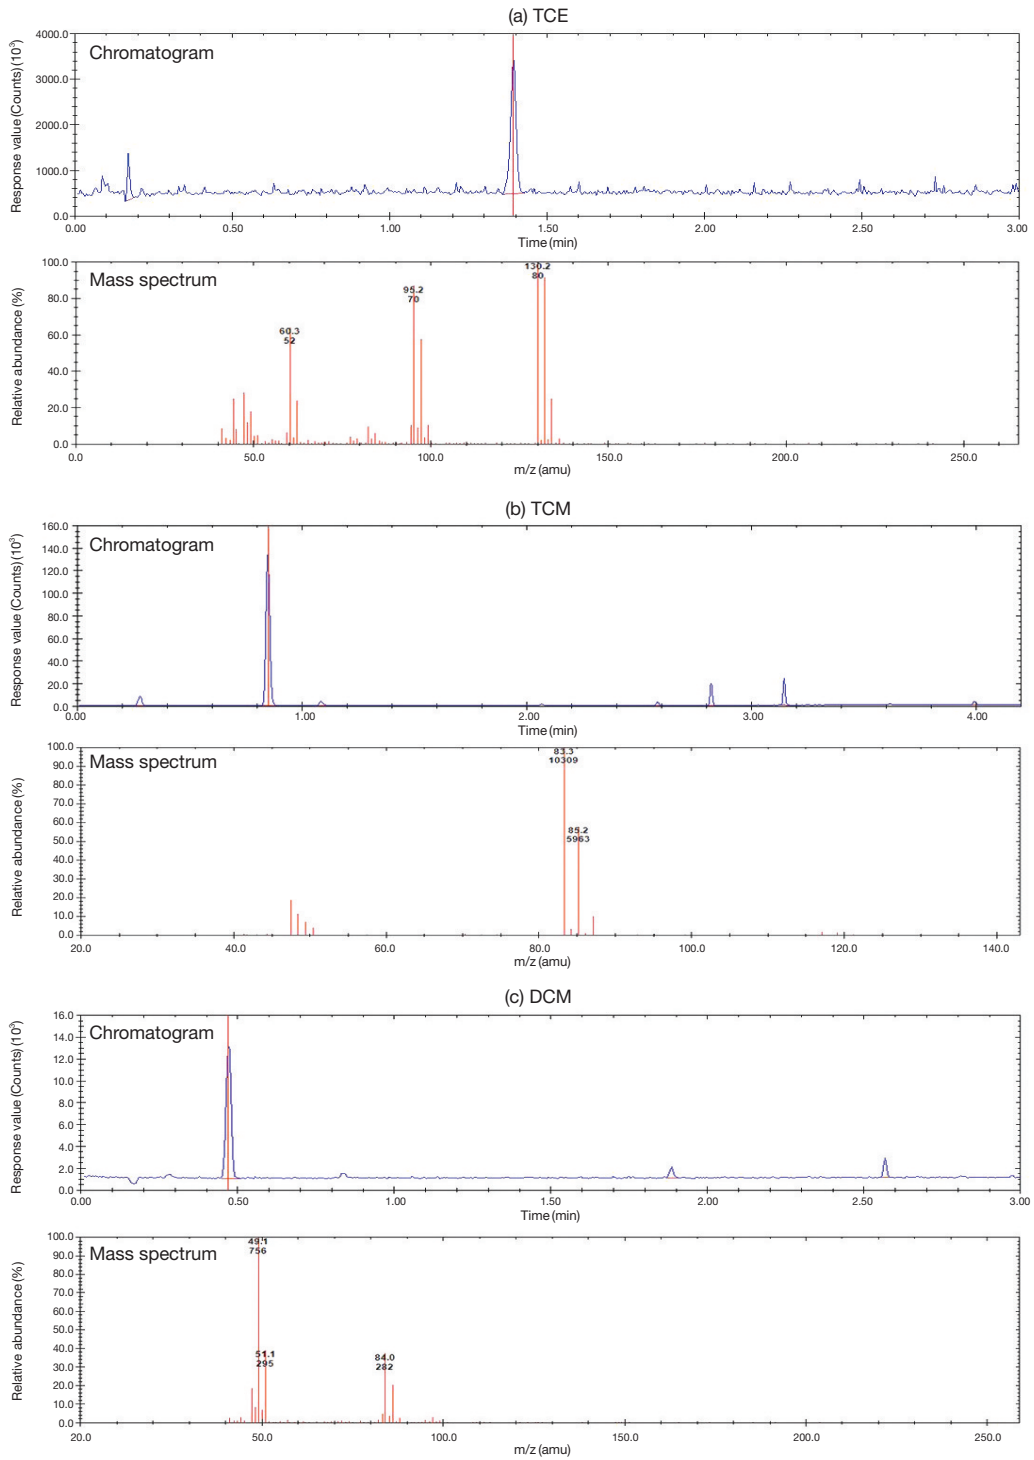 (a) TCE
Chromatogram
Response value (Counts) (10³)
4000.0
3000.0
2000.0
1000.0
0.0
0.00 0.50 1.00 1.50 2.00 2.50 3.00
Time (min)
Mass spectrum
Relative abundance (%)
100.0
80.0
60.0
40.0
20.0
0.0
130.2
80
95.2
70
60.3
52
50.0 100.0 150.0 200.0 250.0
m/z (amu)
(b) TCM
Chromatogram
Response value (Counts) (10³)
160.0
140.0
120.0
100.0
80.0
60.0
40.0
20.0
0.0
0.00 1.00 2.00 3.00 4.00
Time (min)
Mass spectrum
Relative abundance (%)
100.0
90.0
80.0
70.0
60.0
50.0
40.0
30.0
20.0
10.0
0.0
83.3
10309
85.2
5963
20.0 40.0 60.0 80.0 100.0 120.0 140.0
m/z (amu)
(c) DCM
Chromatogram
Response value (Counts) (10³)
16.0
14.0
12.0
10.0
8.0
6.0
4.0
2.0
0.0
0.00 0.50 1.00 1.50 2.00 2.50 3.00
Time (min)
Mass spectrum
Relative abundance (%)
100.0
90.0
80.0
70.0
60.0
50.0
40.0
30.0
20.0
10.0
0.0
49.1
756
51.1
295
84.0
282
20.0 50.0 100.0 150.0 200.0 250.0
m/z (amu)